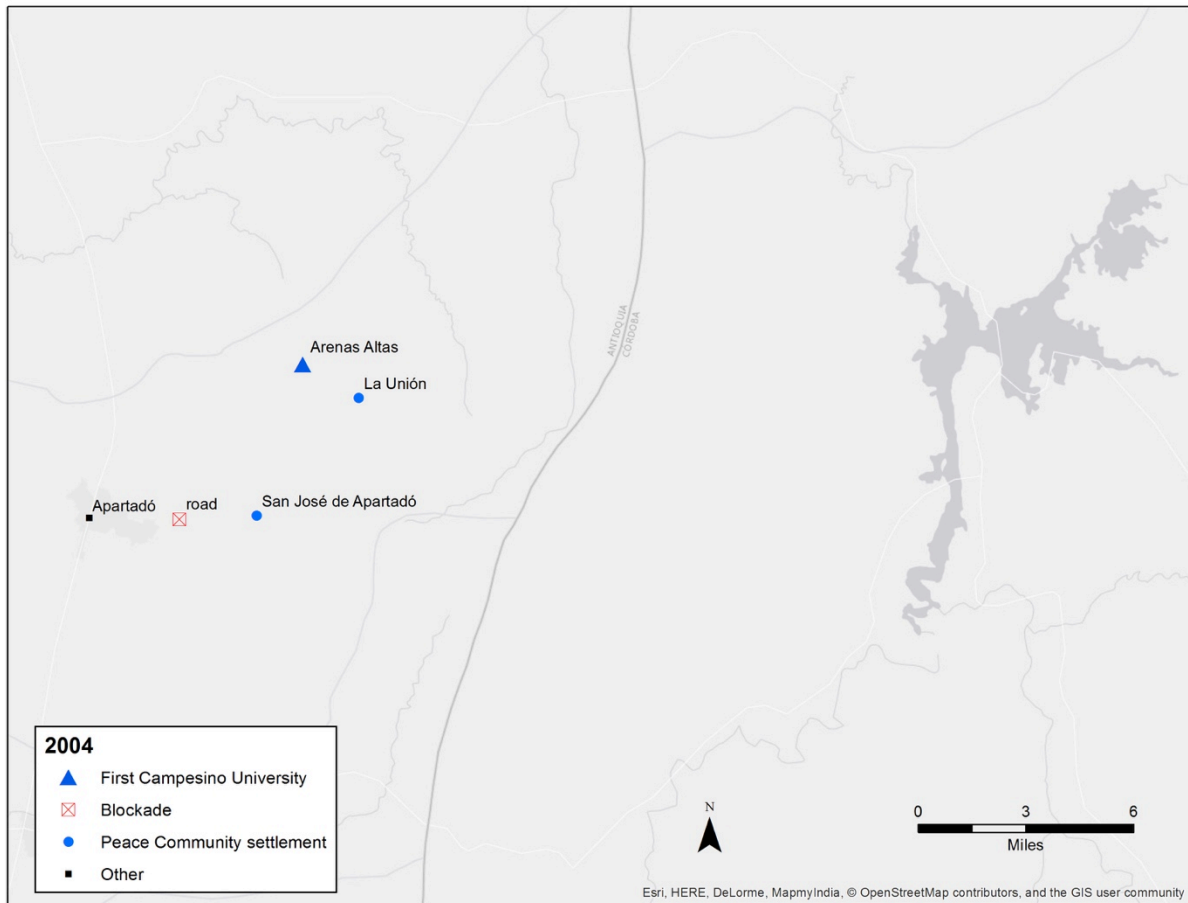 ANTIOQUIA
CÓRDOBA
Arenas Altas
La Unión
Apartadó
road
San José de Apartadó
2004
First Campesino University
Blockade
Peace Community settlement
Other
N
0 3 6
Miles
Esri, HERE, DeLorme, MapmyIndia, © OpenStreetMap contributors, and the GIS user community